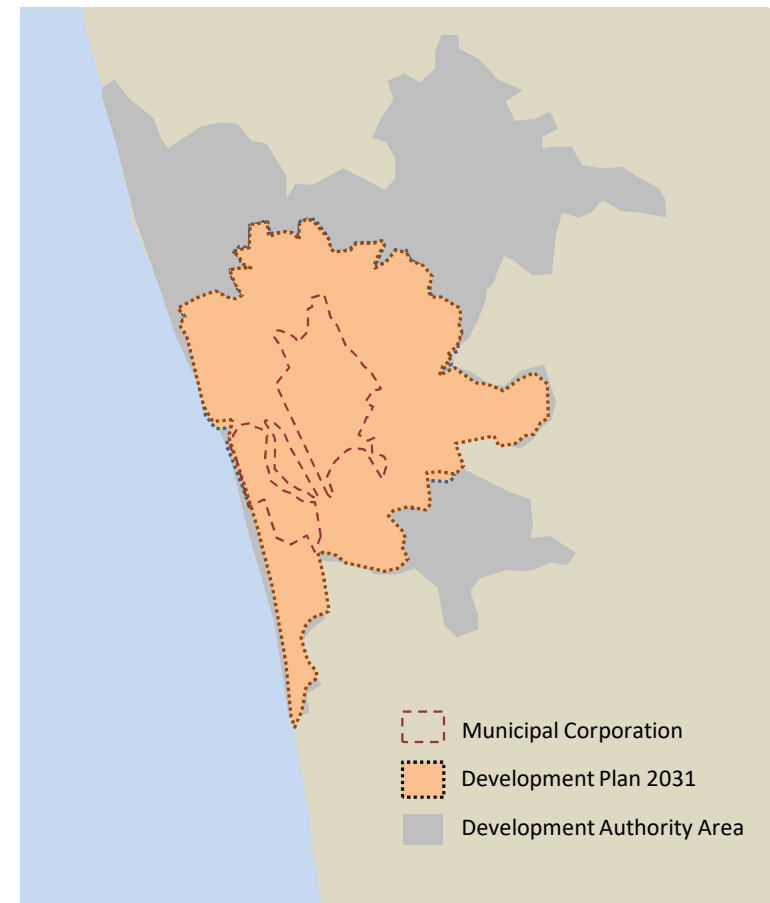 Municipal Corporation
Development Plan 2031
Development Authority Area